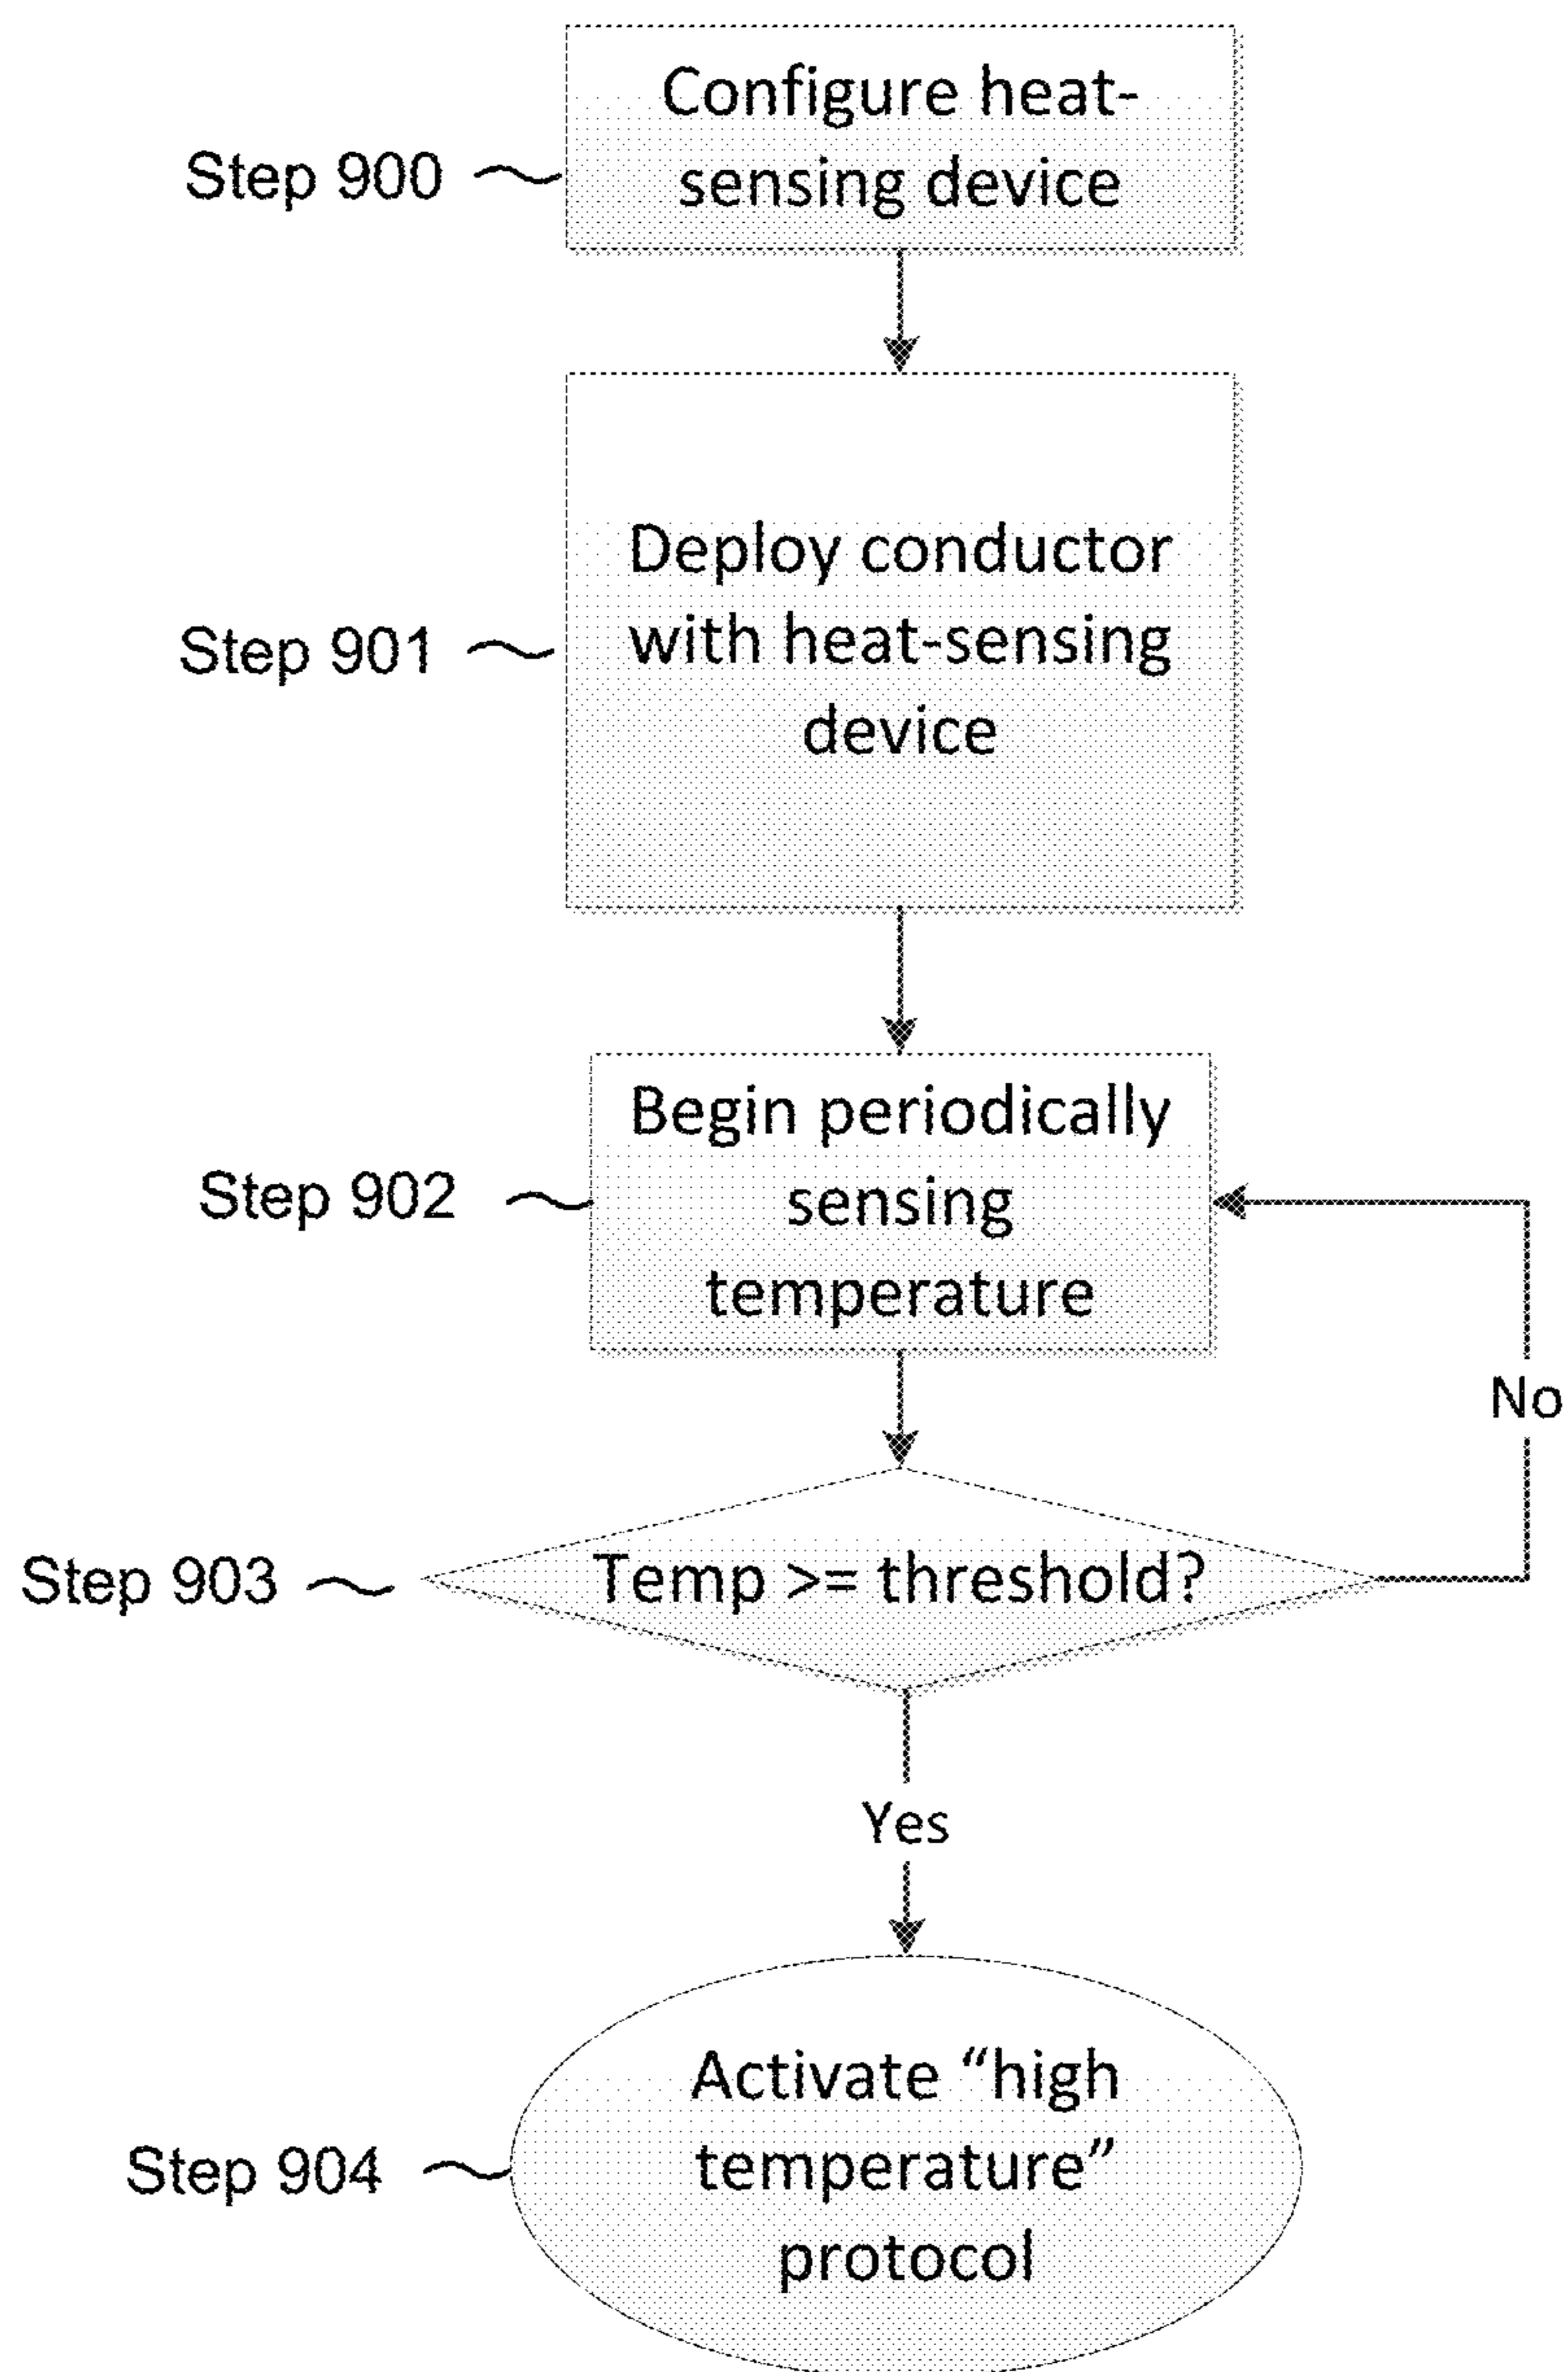 Configure heat-
Step 900
sensing device
Deploy conductor
Step 901
with heat-sensing
device
Begin periodically
Step 902
sensing
temperature
No
Step 903
Temp >= threshold?
Yes
Activate “high
Step 904
temperature”
protocol